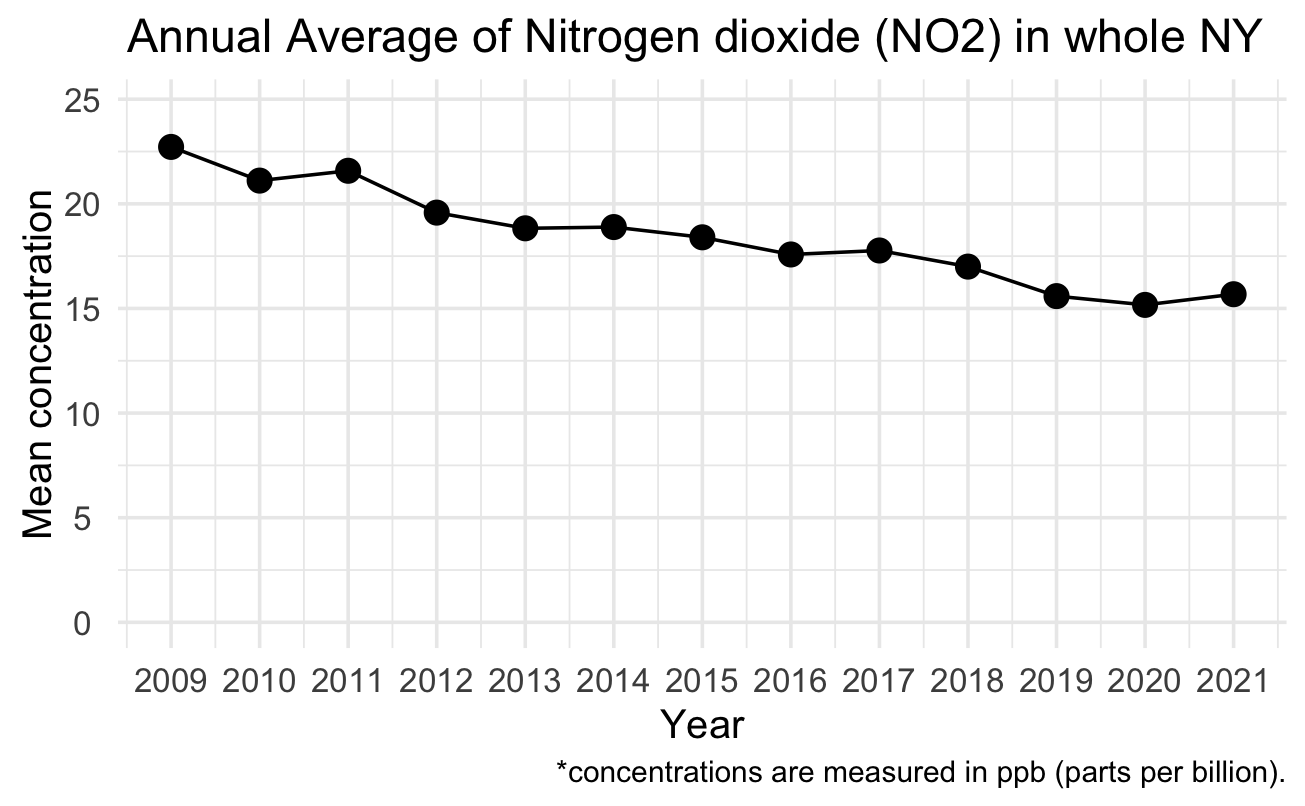 Annual Average of Nitrogen dioxide (NO2) in whole NY
Mean concentration
25
20
15
10
5
0
2009 2010 2011 2012 2013 2014 2015 2016 2017 2018 2019 2020 2021
Year
*concentrations are measured in ppb (parts per billion).